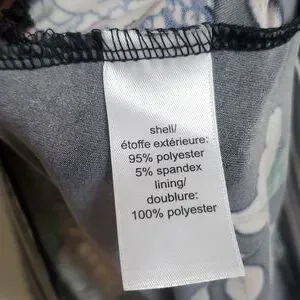 shell/
étoffe extérieure:
95% polyester
5% spandex
lining/
doublure:
100% polyester